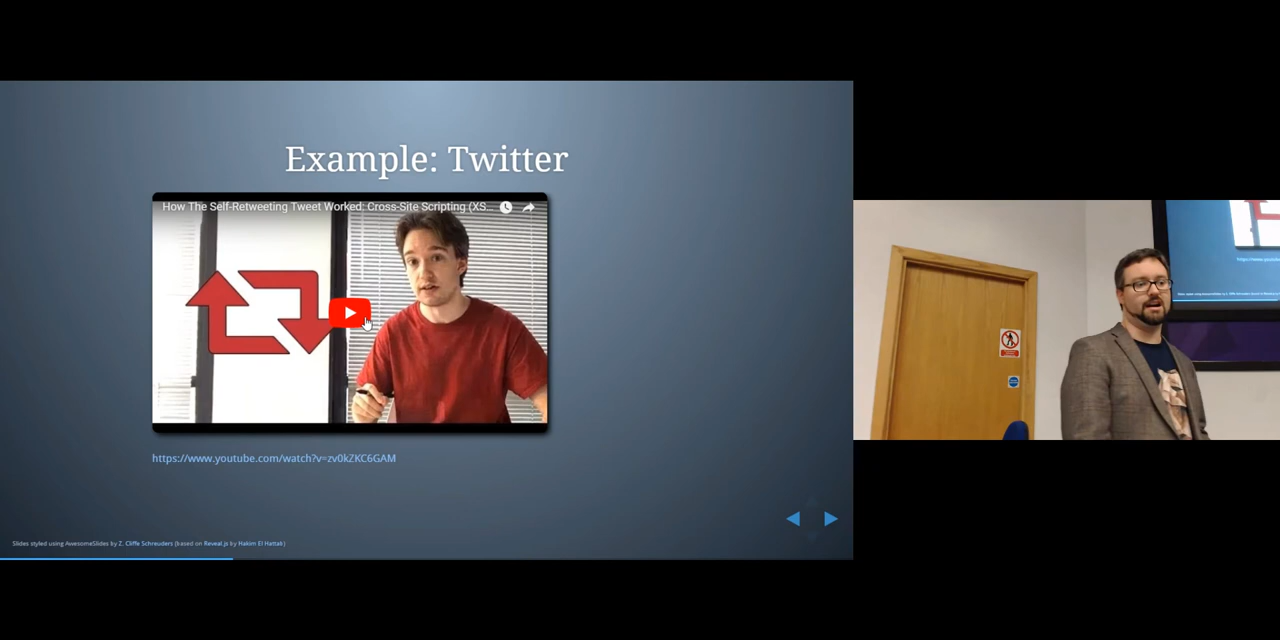 Example: Twitter
How The Self-Retweeting Tweet Worked: Cross-Site Scripting (XS...
https://www.youtube.com/watch?v=zv0kZKC6GAM
Slides styled using AwesomeSlides by Z. Cliffe Schreuders (based on Reveal.js by Hakim El Hattab)